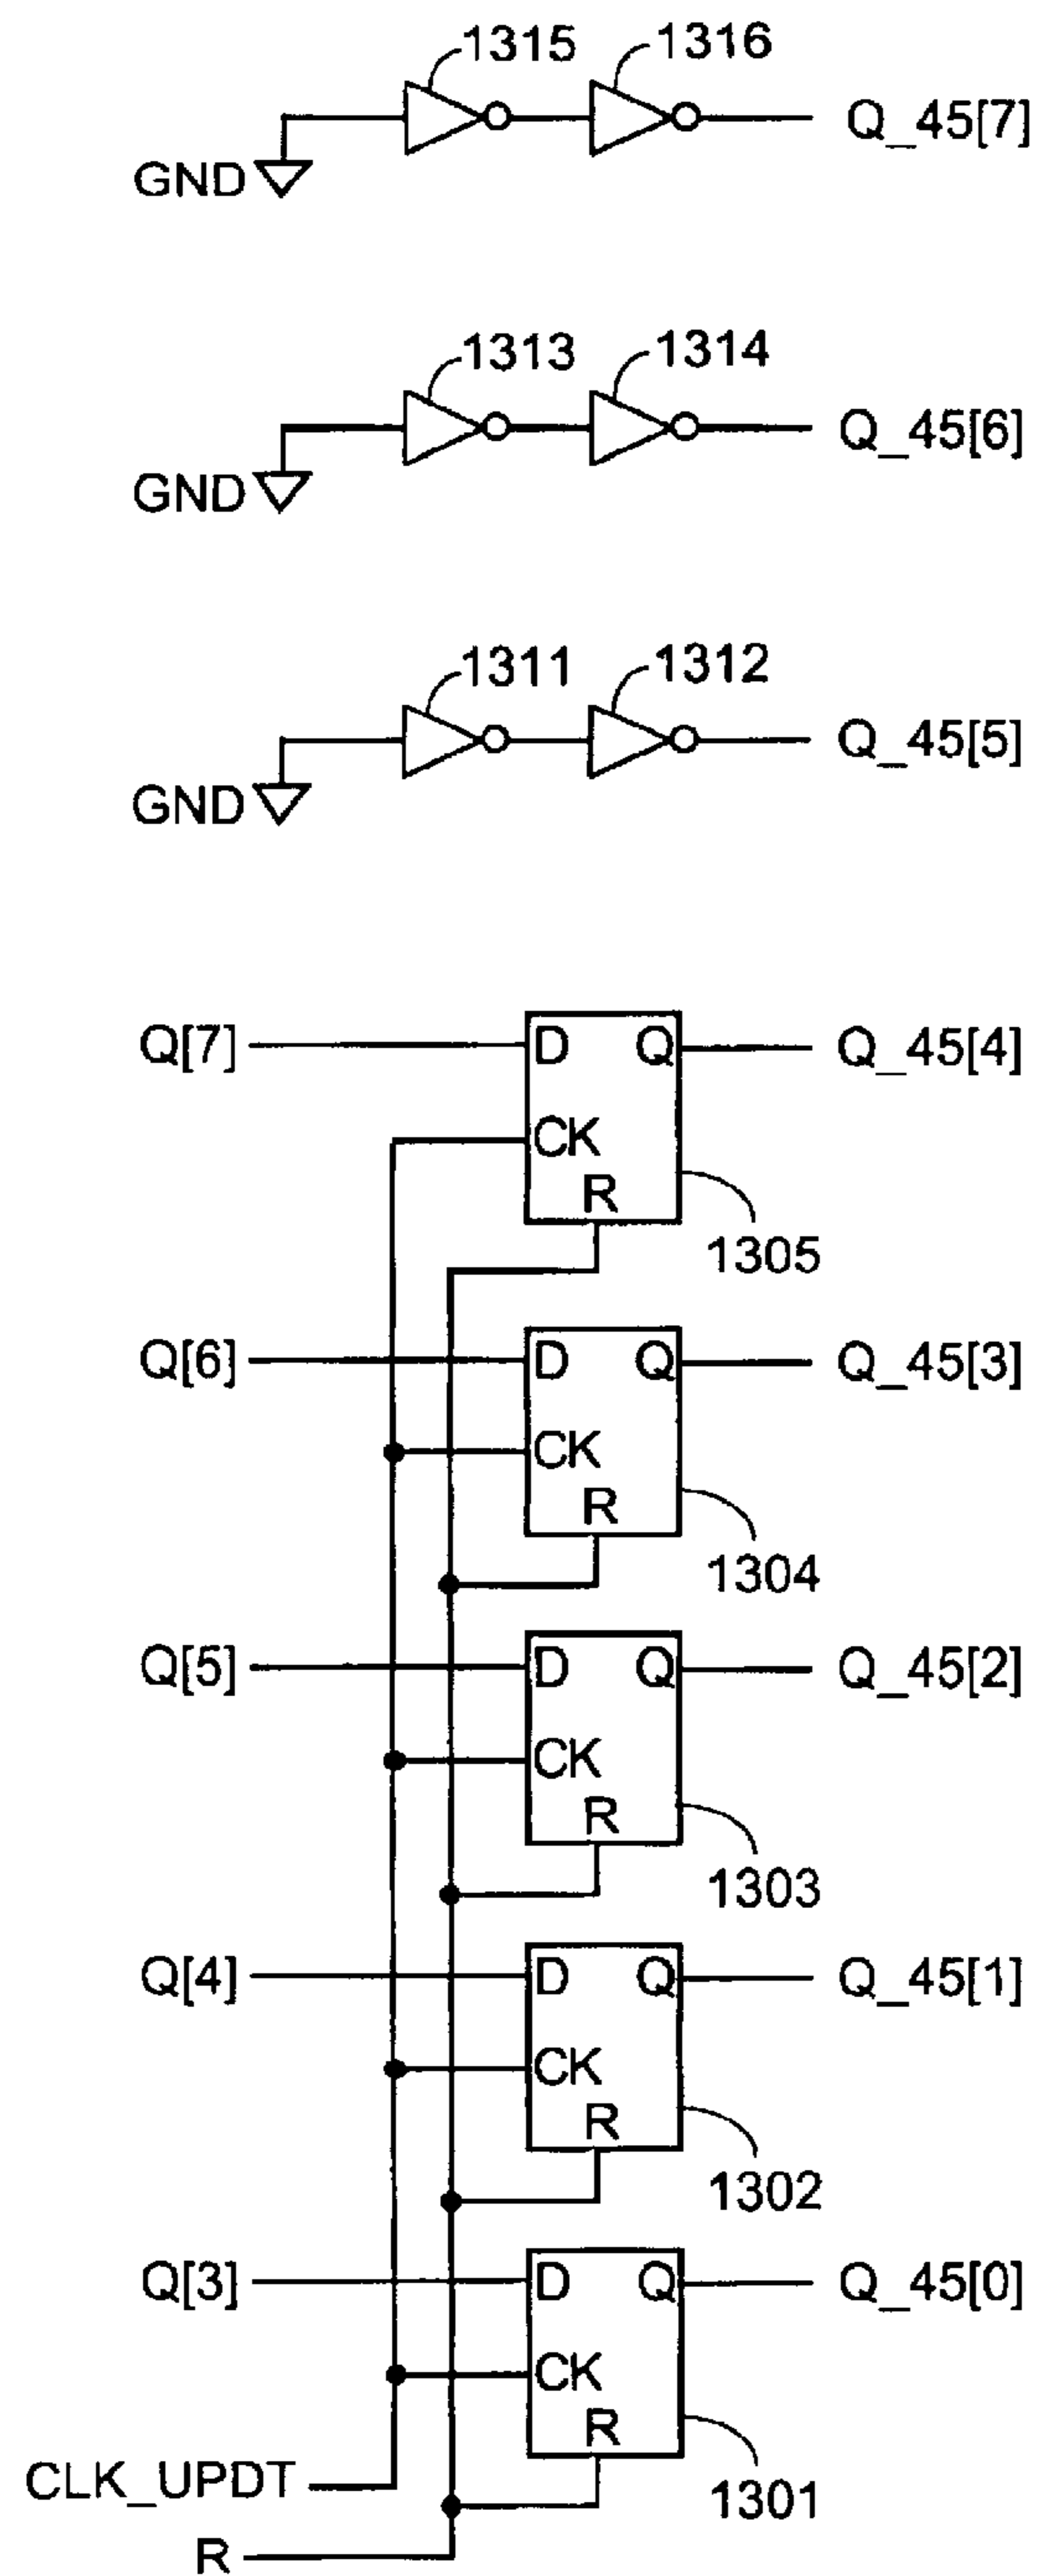 1315 1316
Q_45[7]
GND
1313 1314
Q_45[6]
GND
1311 1312
Q_45[5]
GND
Q[7] D Q Q_45[4]
CK
R
1305
Q[6] D Q Q_45[3]
CK
R
1304
Q[5] D Q Q_45[2]
CK
R
1303
Q[4] D Q Q_45[1]
CK
R
1302
Q[3] D Q Q_45[0]
CK
R
CLK_UPDT 1301
R